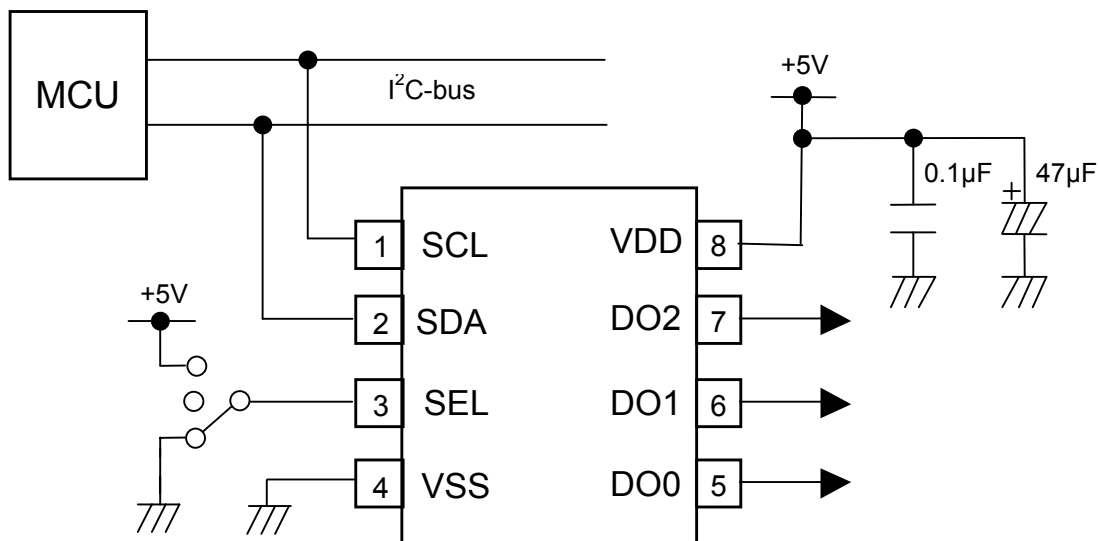 MCU
I²C-bus
+5V
0.1µF
+
47µF
1 SCL
VDD 8
+5V
2 SDA
DO2 7
3 SEL
DO1 6
4 VSS
DO0 5